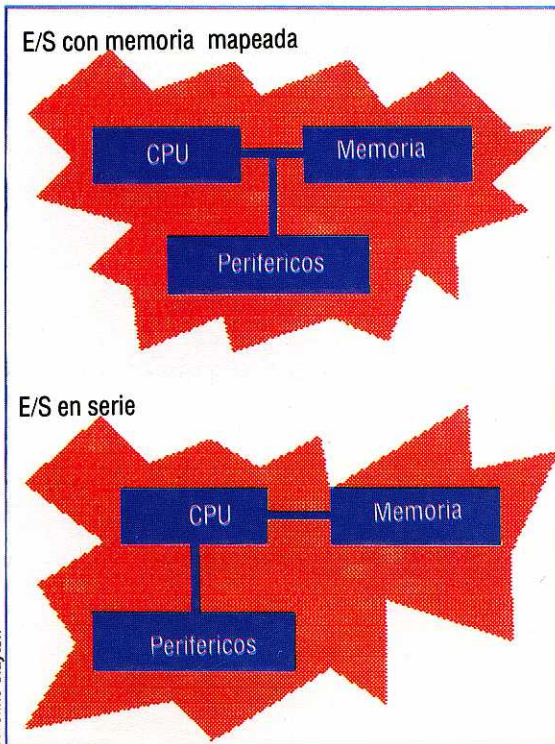 E/S con memoria mapeada
CPU
Memoria
Perifericos
E/S en serie
CPU
Memoria
Perifericos